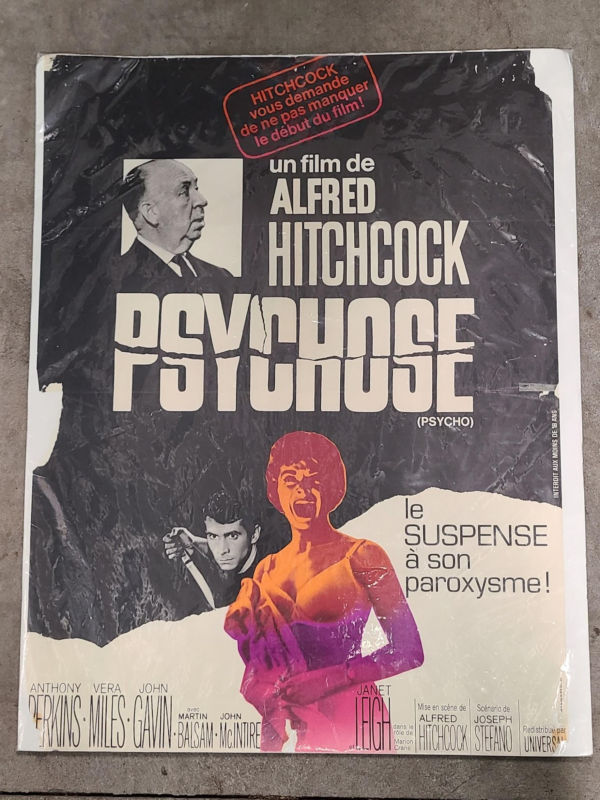 HITCHCOCK
vous demande
de ne pas manquer
le début du film!
un film de
ALFRED
HITCHCOCK
PSYCHOSE
(PSYCHO)
INTERDIT AUX MOINS DE 18 ANS
le
SUSPENSE
à son
paroxysme!
ANTHONY
PERKINS •
VERA
MILES •
JOHN
GAVIN
avec
MARTIN
BALSAM •
JOHN
McINTIRE
JANET
LEIGH
dans le
rôle de
Marion
Crane
Mise en scène de
ALFRED
HITCHCOCK
Scénario de
JOSEPH
STEFANO
Redistribué par
UNIVERSAL